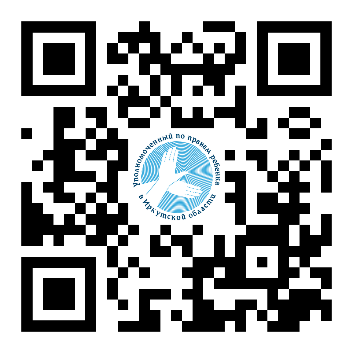 Уполномоченный по правам ребенка
в Иркутской области